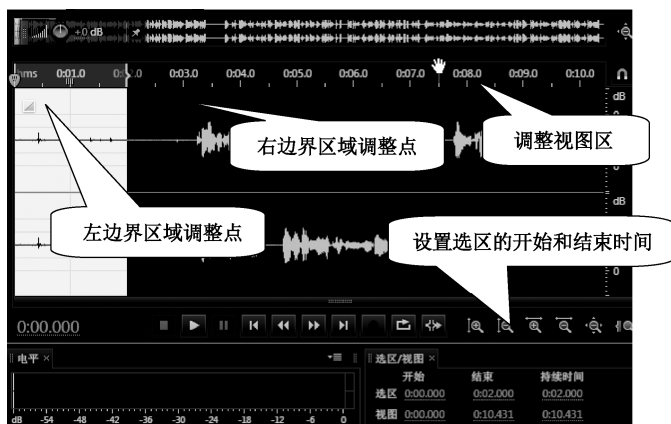 +0 dB
hms 0:01.0 0: .0 0:03.0 0:04.0 0:05.0 0:06.0 0:07.0 0:08.0 0:09.0 0:10.0
dB
右边界区域调整点
调整视图区
dB
左边界区域调整点
设置选区的开始和结束时间
0
0:00.000
电平 ×
选区/视图 ×
开始 结束 持续时间
选区 0:00.000 0:02.000 0:02.000
视图 0:00.000 0:10.431 0:10.431
dB -54 -48 -42 -36 -30 -24 -18 -12 -6 0